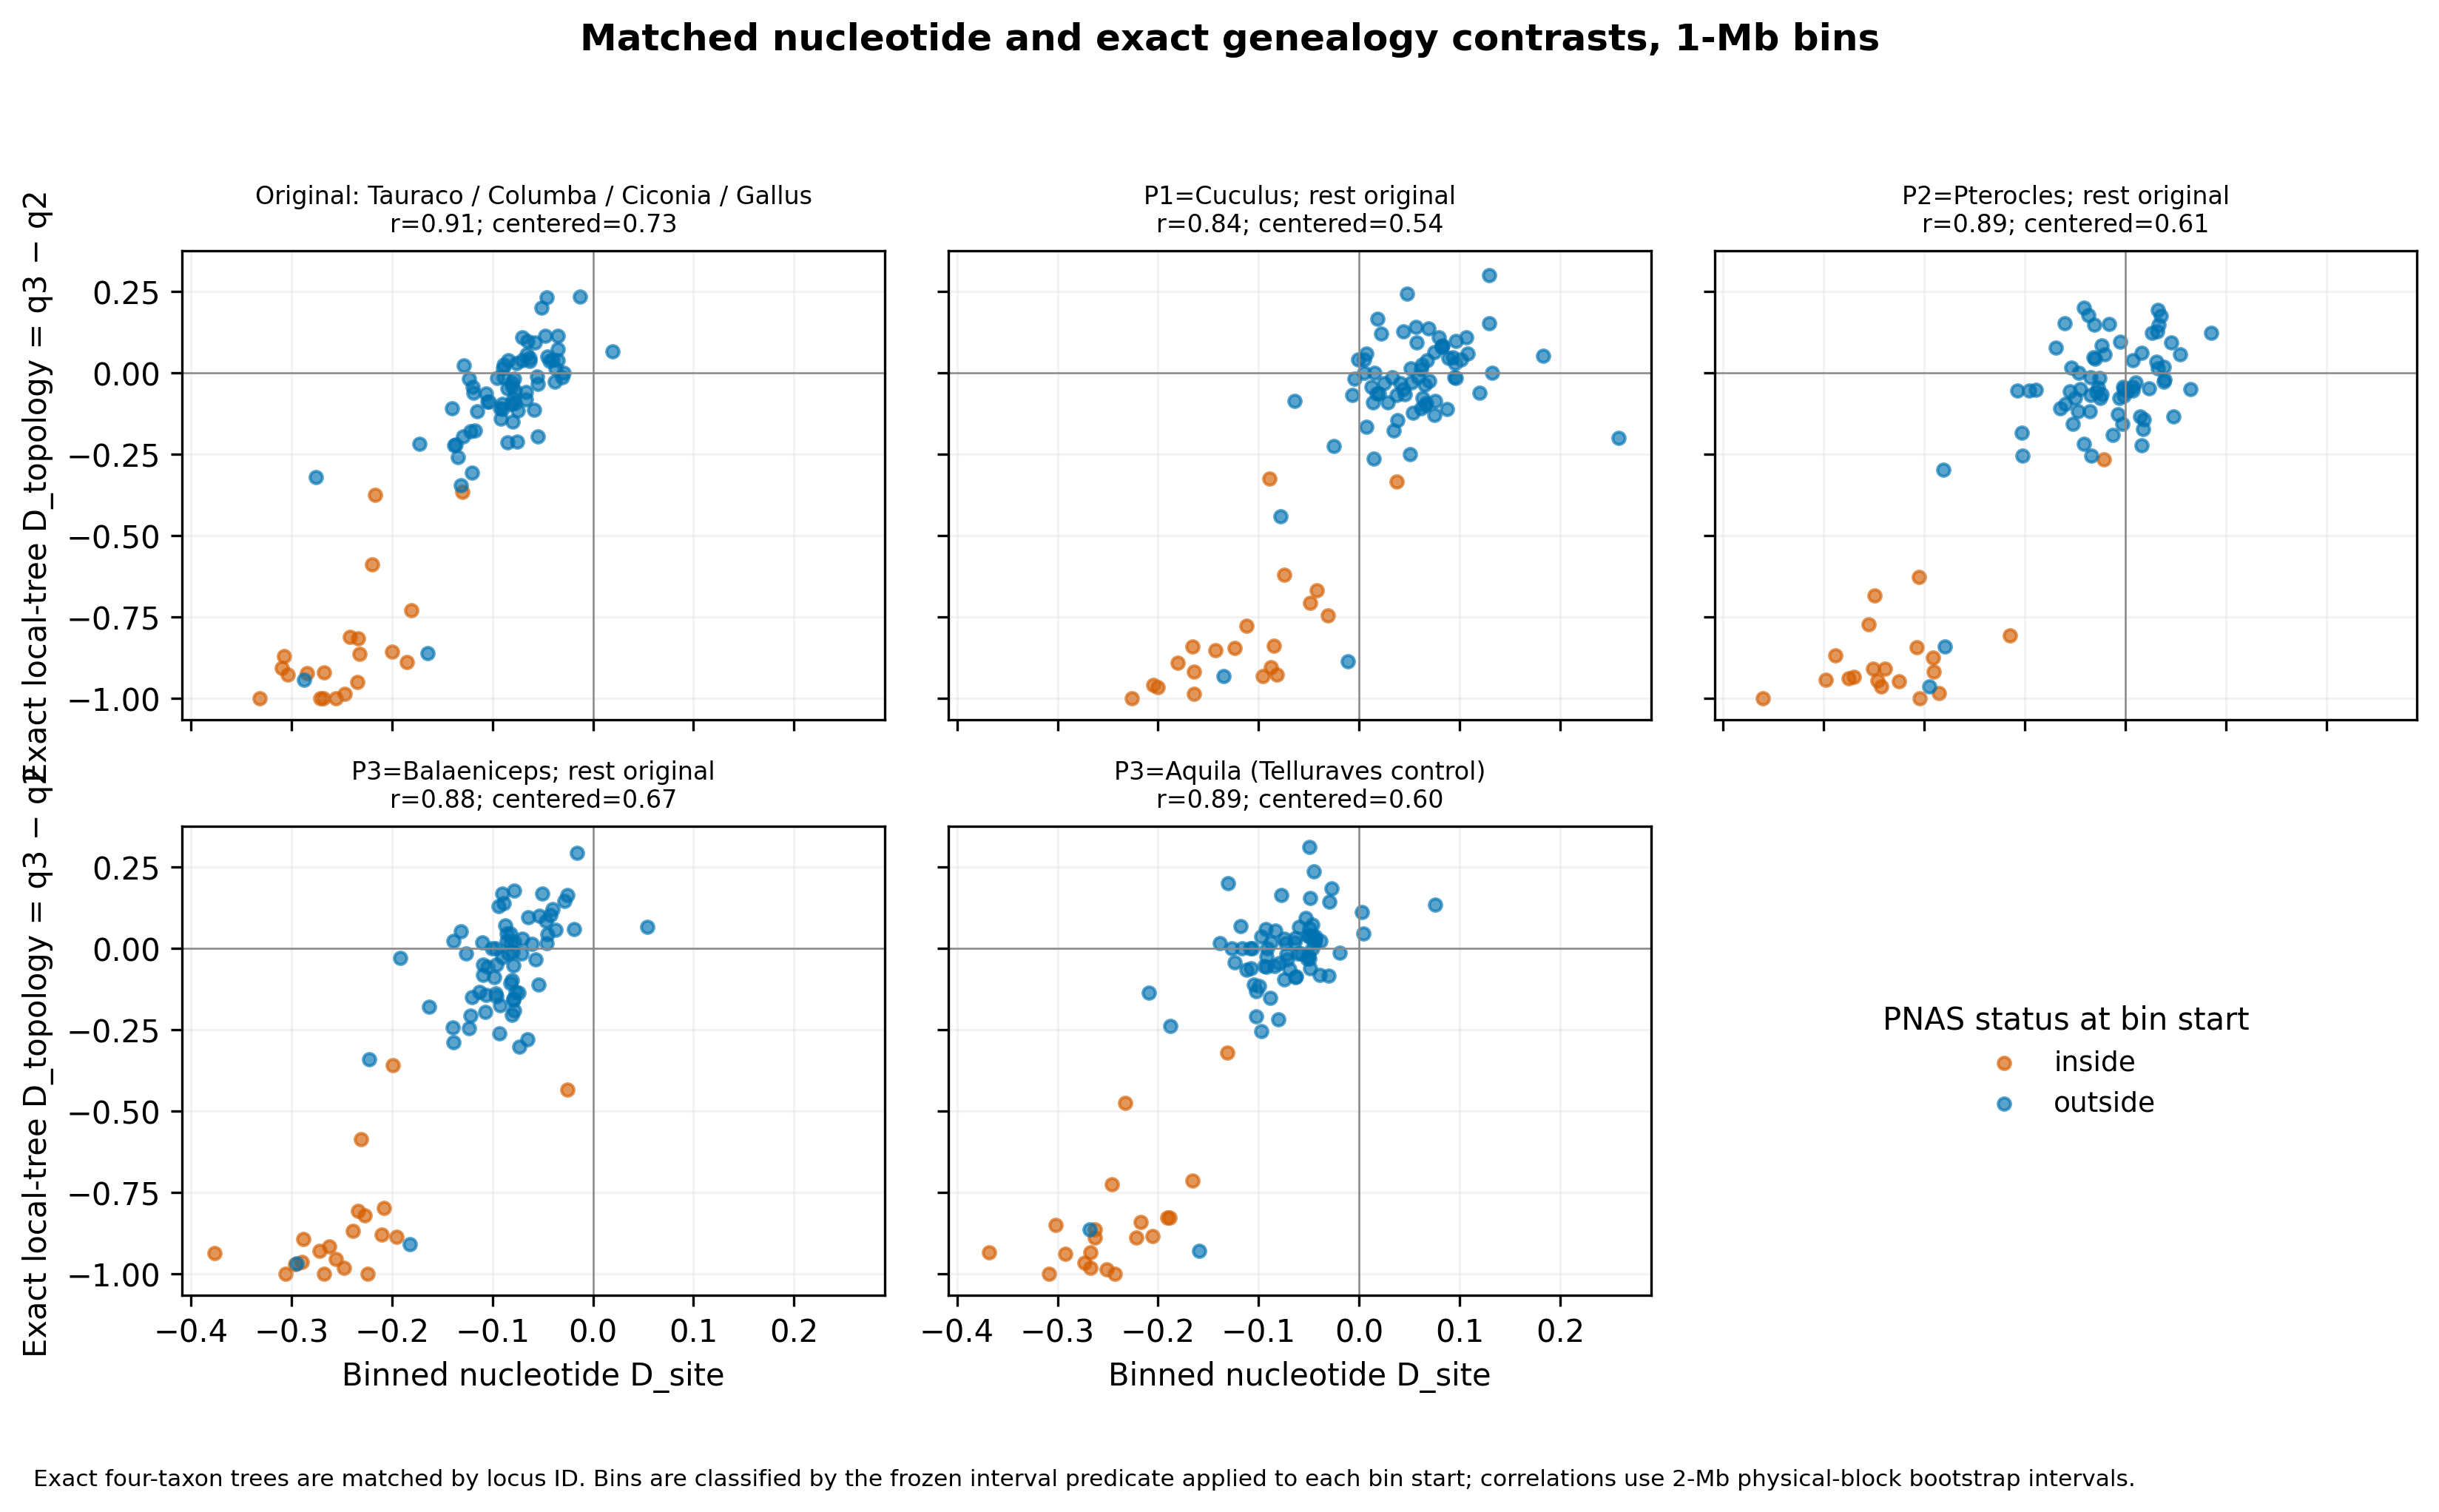 Matched nucleotide and exact genealogy contrasts, 1-Mb bins
Original: Tauraco / Columba / Ciconia / Gallus
r=0.91; centered=0.73
P1=Cuculus; rest original
r=0.84; centered=0.54
P2=Pterocles; rest original
r=0.89; centered=0.61
Exact local-tree D_topology = q3 − q2
0.25
0.00
−0.25
−0.50
−0.75
−1.00
P3=Balaeniceps; rest original
r=0.88; centered=0.67
P3=Aquila (Telluraves control)
r=0.89; centered=0.60
Exact local-tree D_topology = q3 − q2
0.25
0.00
−0.25
−0.50
−0.75
−1.00
−0.4 −0.3 −0.2 −0.1 0.0 0.1 0.2
−0.4 −0.3 −0.2 −0.1 0.0 0.1 0.2
Binned nucleotide D_site
Binned nucleotide D_site
PNAS status at bin start
inside
outside
Exact four-taxon trees are matched by locus ID. Bins are classified by the frozen interval predicate applied to each bin start; correlations use 2-Mb physical-block bootstrap intervals.